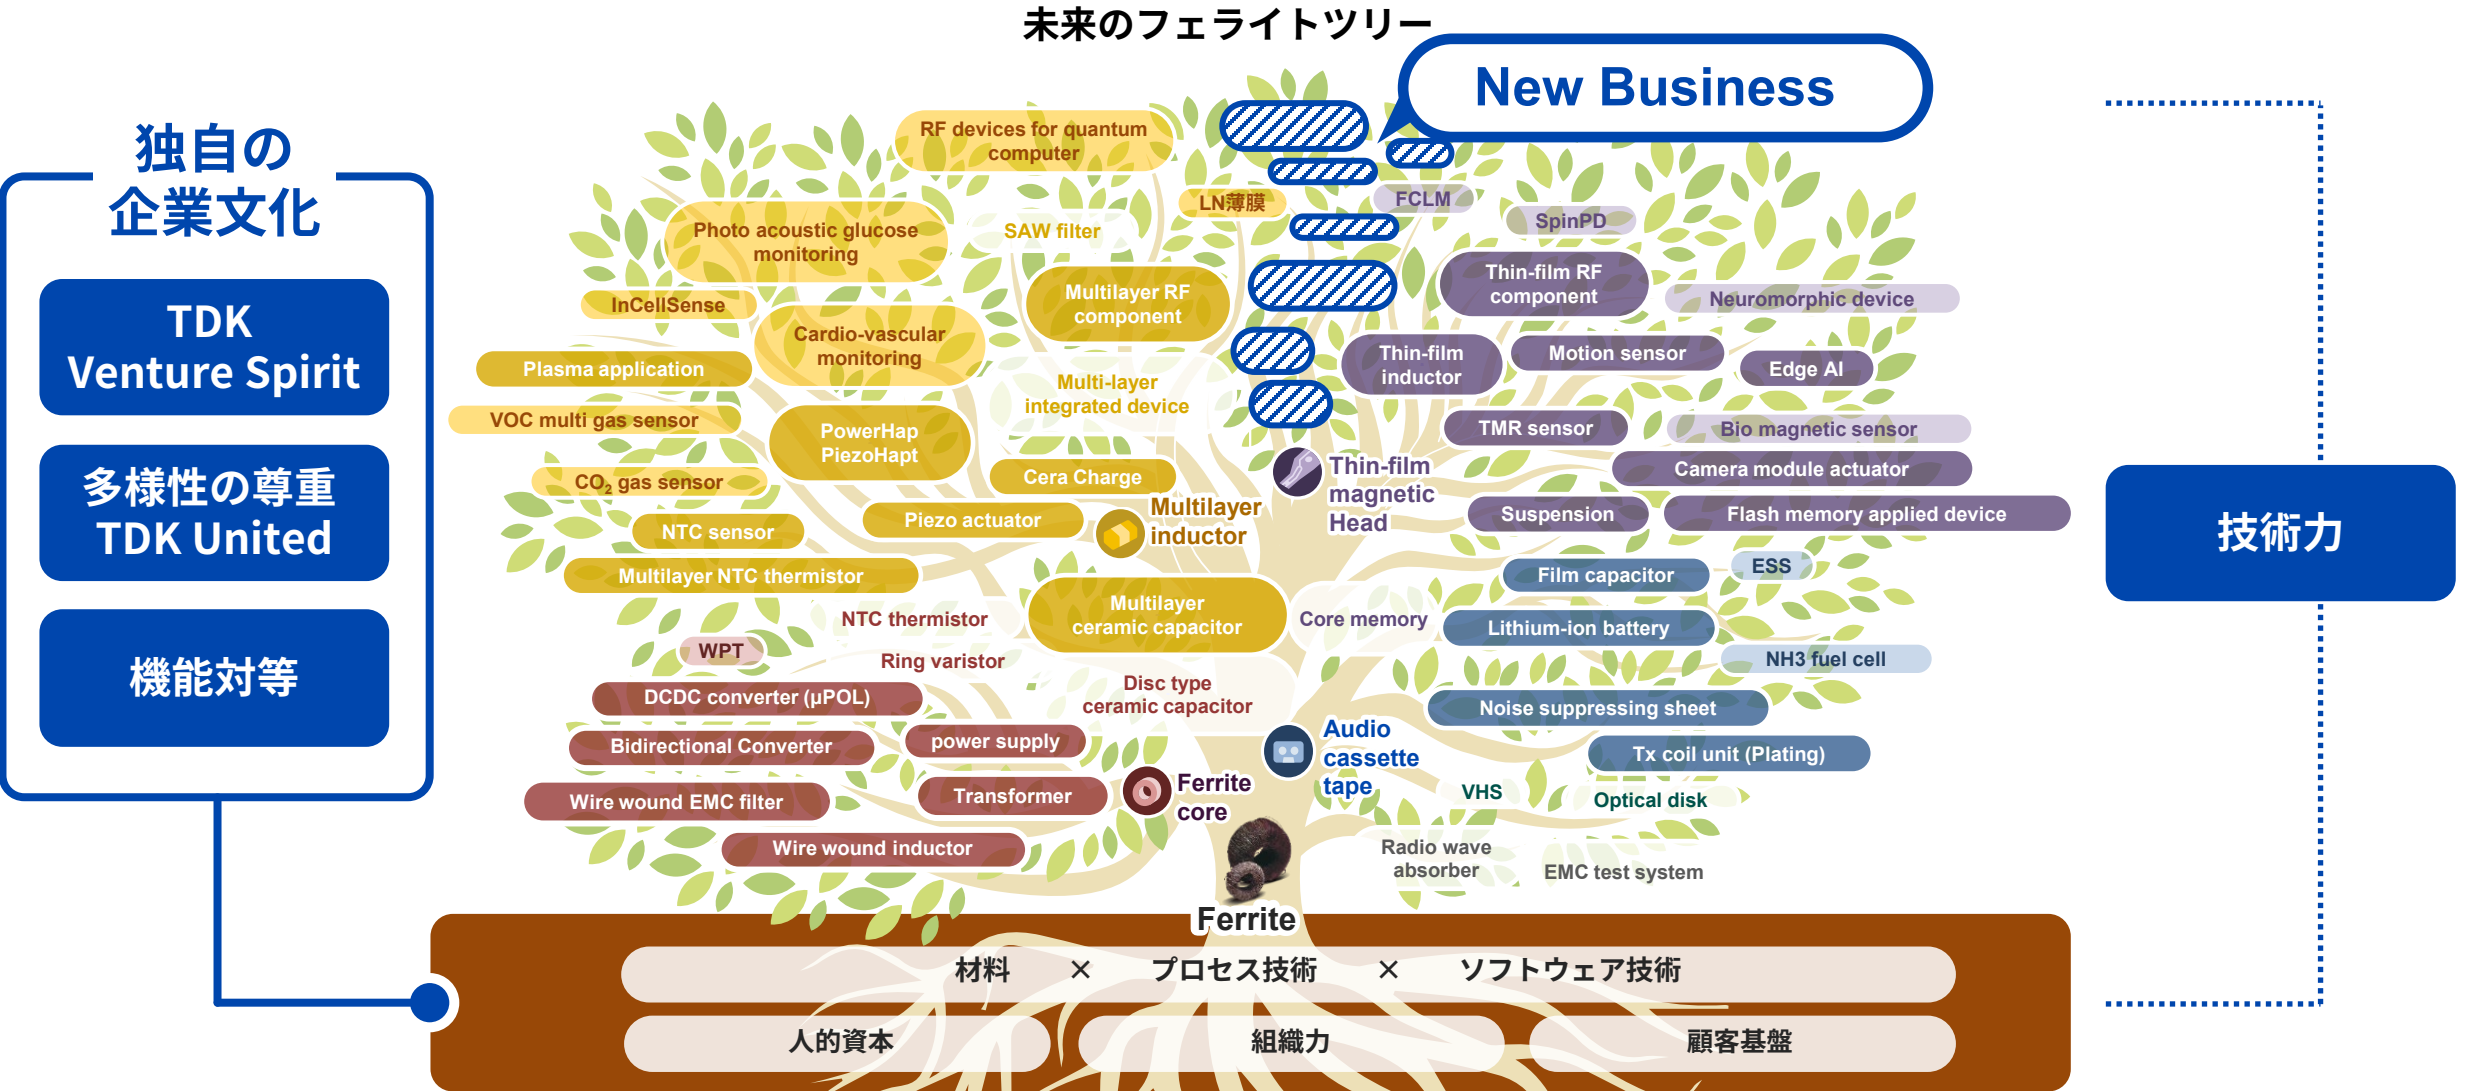 未来のフェライトツリー
New Business
独自の
企業文化
TDK
Venture Spirit
多様性の尊重
TDK United
機能対等
RF devices for quantum
computer
LN薄膜
FCLM
SpinPD
Photo acoustic glucose
monitoring
SAW filter
Thin-film RF
component
Neuromorphic device
InCellSense
Multilayer RF
component
Cardio-vascular
monitoring
Thin-film
inductor
Motion sensor
Edge AI
Plasma application
Multi-layer
integrated device
VOC multi gas sensor
PowerHap
PiezoHapt
TMR sensor
Bio magnetic sensor
CO₂ gas sensor
Cera Charge
Thin-film
magnetic
Head
Camera module actuator
NTC sensor
Piezo actuator
Multilayer
inductor
Suspension
Flash memory applied device
Multilayer NTC thermistor
Film capacitor
ESS
NTC thermistor
Multilayer
ceramic capacitor
Core memory
Lithium-ion battery
WPT
Ring varistor
NH3 fuel cell
DCDC converter (μPOL)
Disc type
ceramic capacitor
Noise suppressing sheet
Bidirectional Converter
power supply
Audio
cassette
tape
Tx coil unit (Plating)
Wire wound EMC filter
Transformer
Ferrite
core
VHS
Optical disk
Wire wound inductor
Radio wave
absorber
EMC test system
Ferrite
材料 × プロセス技術 × ソフトウェア技術
人的資本
組織力
顧客基盤
技術力